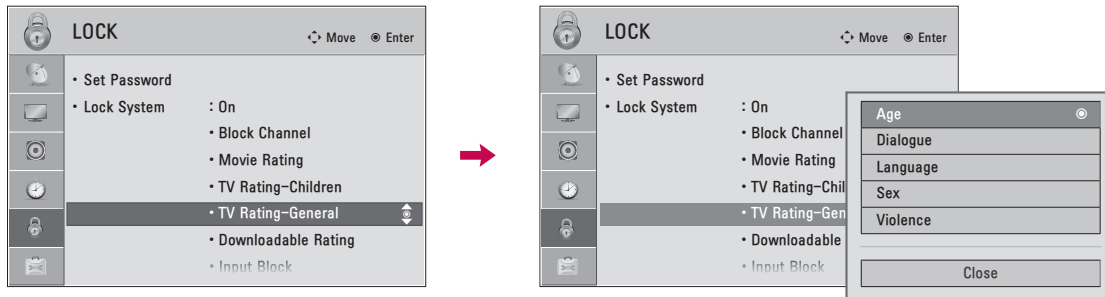 LOCK
Move Enter
• Set Password
• Lock System : On
• Block Channel
• Movie Rating
• TV Rating-Children
• TV Rating-General
• Downloadable Rating
• Input Block
LOCK
Move Enter
• Set Password
• Lock System : On
• Block Channel
• Movie Rating
• TV Rating-Chil
• TV Rating-Gen
• Downloadable
• Input Block
Age
Dialogue
Language
Sex
Violence
Close